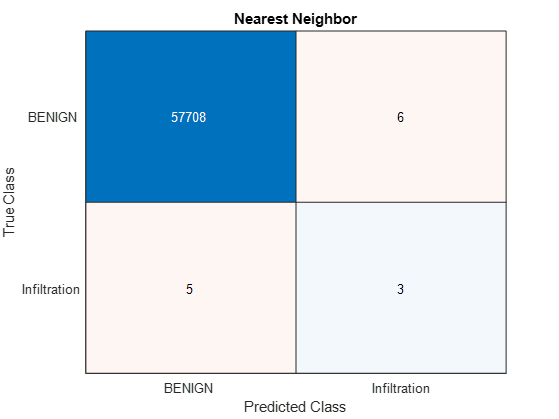 Nearest Neighbor
True Class
BENIGN
57708
6
Infiltration
5
3
BENIGN
Infiltration
Predicted Class